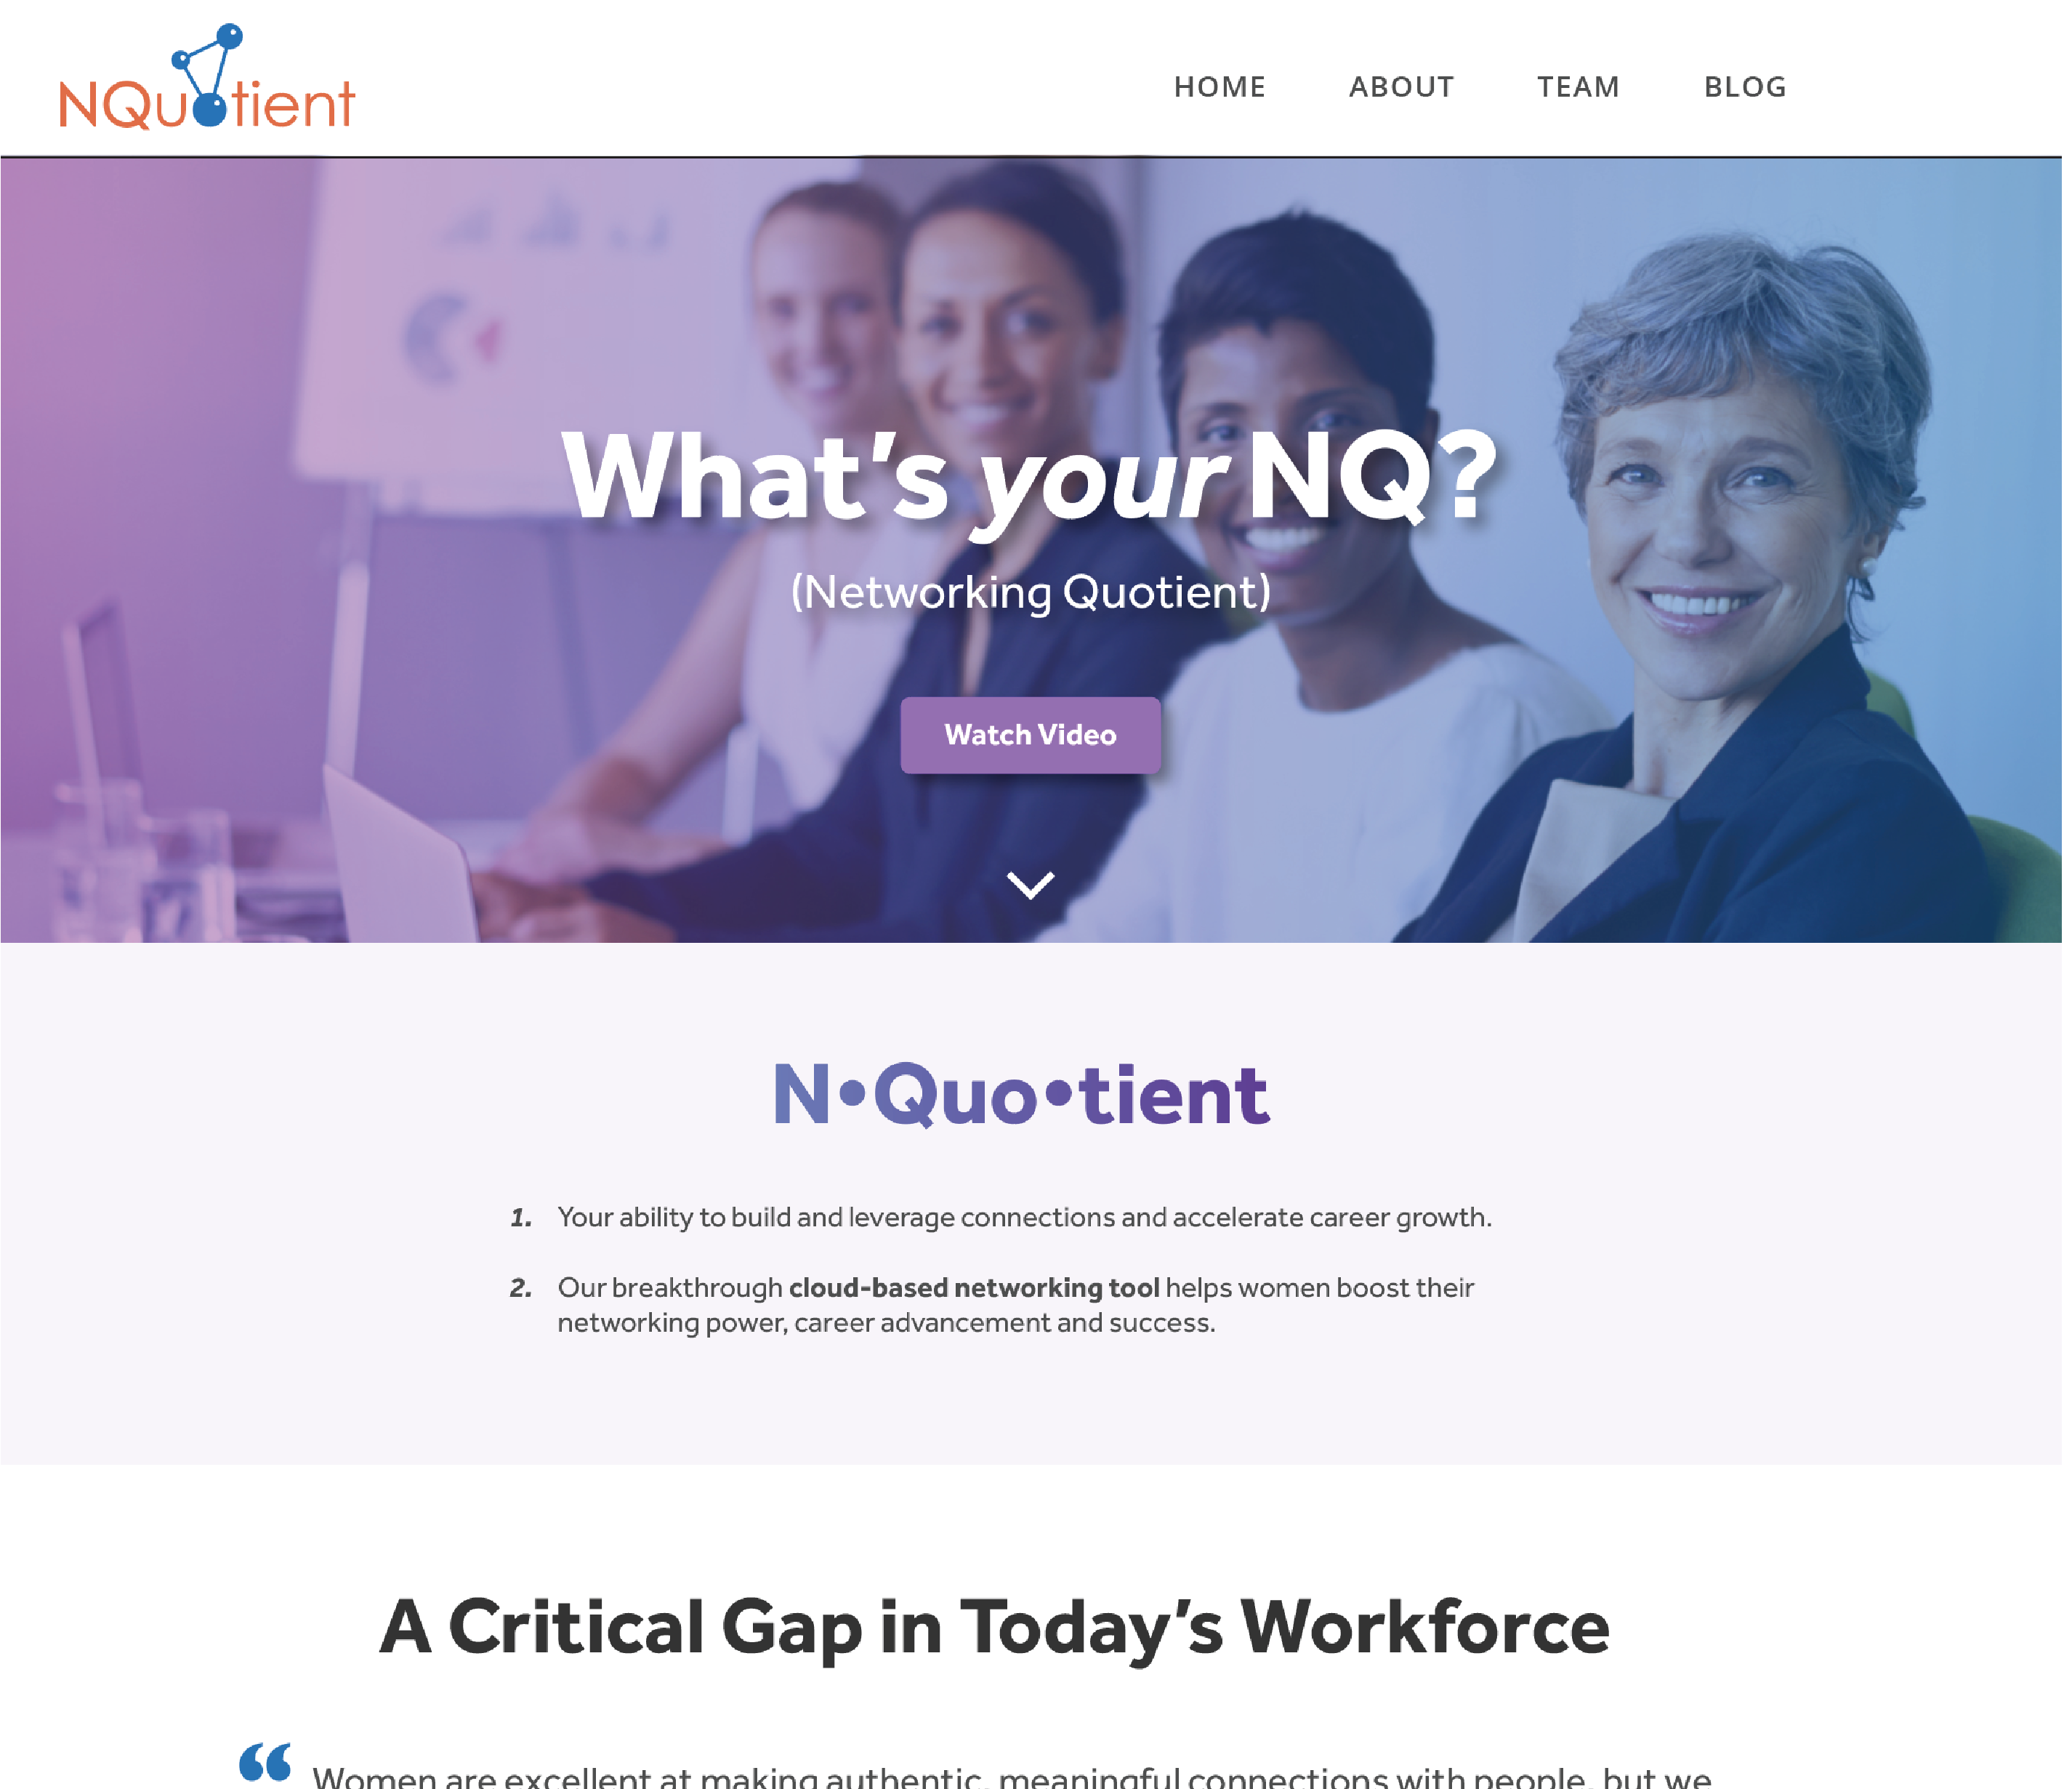 NQuotient
HOME ABOUT TEAM BLOG
What's your NQ?
(Networking Quotient)
Watch Video
N•Quo•tient
1. Your ability to build and leverage connections and accelerate career growth.
2. Our breakthrough cloud-based networking tool helps women boost their
networking power, career advancement and success.
A Critical Gap in Today's Workforce
“ Women are excellent at making authentic, meaningful connections with people, but we